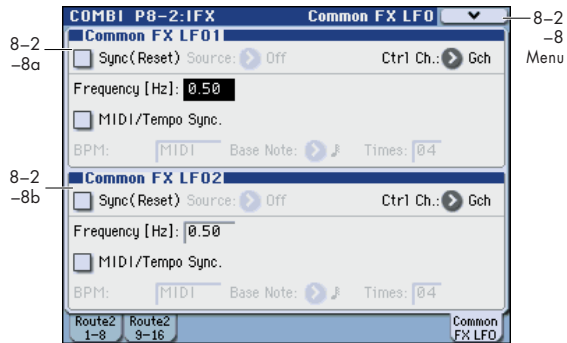 COMBI P8-2:IFX Common FX LFO
8–2
–8
Menu
8–2
–8a
Common FX LFO1
Sync(Reset) Source: Off Ctrl Ch.: Gch
Frequency [Hz]: 0.50
MIDI/Tempo Sync.
BPM: MIDI Base Note: ♪ Times: 04
8–2
–8b
Common FX LFO2
Sync(Reset) Source: Off Ctrl Ch.: Gch
Frequency [Hz]: 0.50
MIDI/Tempo Sync.
BPM: MIDI Base Note: ♪ Times: 04
Route2
1-8
Route2
9-16
Common
FX LFO